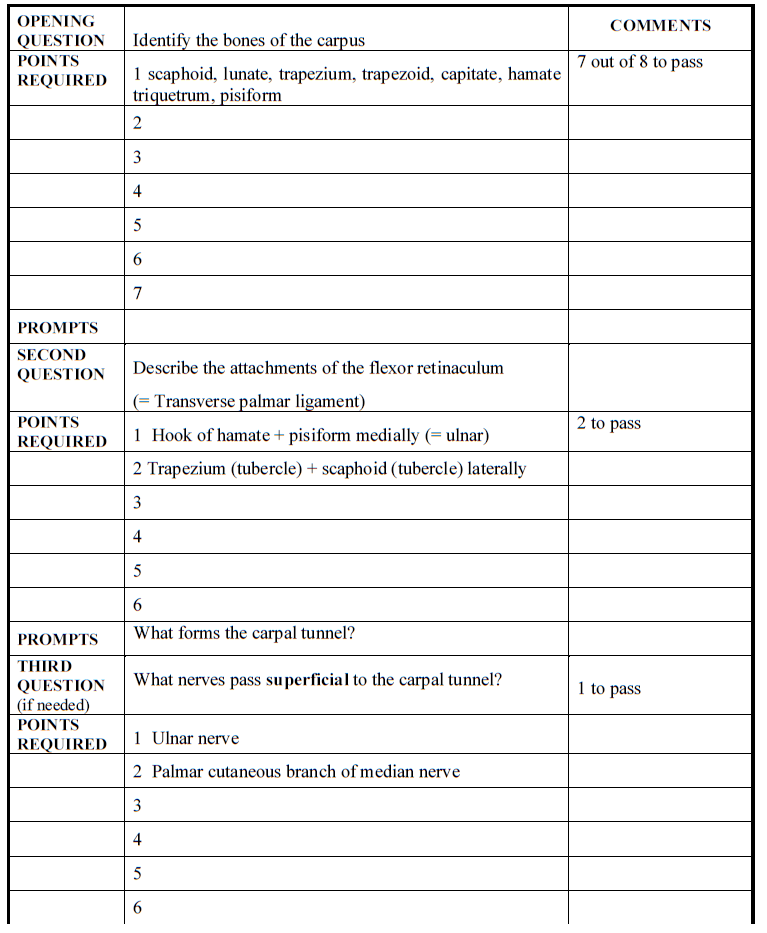 OPENING QUESTION Identify the bones of the carpus COMMENTS
POINTS REQUIRED 1 scaphoid, lunate, trapezium, trapezoid, capitate, hamate 7 out of 8 to pass
triquetrum, pisiform
2
3
4
5
6
7
PROMPTS
SECOND QUESTION Describe the attachments of the flexor retinaculum
(= Transverse palmar ligament)
POINTS REQUIRED 1 Hook of hamate + pisiform medially (= ulnar) 2 to pass
2 Trapezium (tubercle) + scaphoid (tubercle) laterally
3
4
5
6
PROMPTS What forms the carpal tunnel?
THIRD QUESTION (if needed) What nerves pass superficial to the carpal tunnel? 1 to pass
POINTS REQUIRED 1 Ulnar nerve
2 Palmar cutaneous branch of median nerve
3
4
5
6